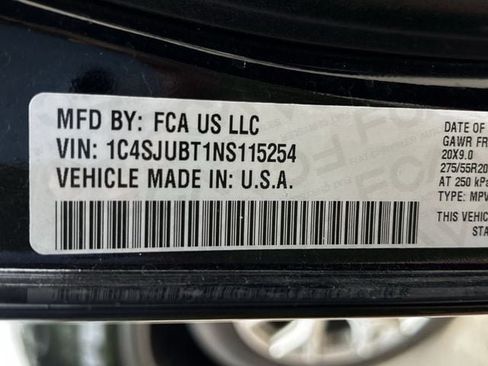 MFD BY: FCA US LLC
VIN: 1C4SJUBT1NS115254
VEHICLE MADE IN: U.S.A.
DATE OF
GAWR FR
20X9.0
275/55R20
AT 250 kPa
TYPE: MPV
THIS VEHIC
STA